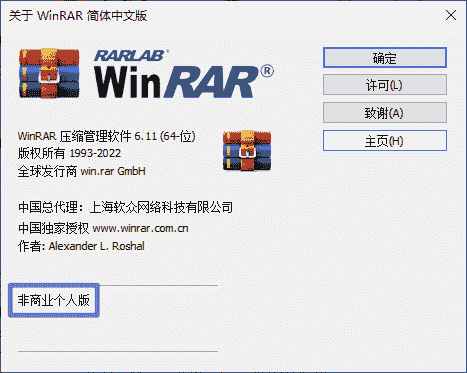 关于 WinRAR 简体中文版
RARLAB®
WinRAR®
确定
许可(L)
致谢(A)
主页(H)
WinRAR 压缩管理软件 6.11 (64-位)
版权所有 1993-2022
全球发行商 win.rar GmbH
中国总代理：上海软众网络科技有限公司
中国独家授权 www.winrar.com.cn
作者: Alexander L. Roshal
非商业个人版